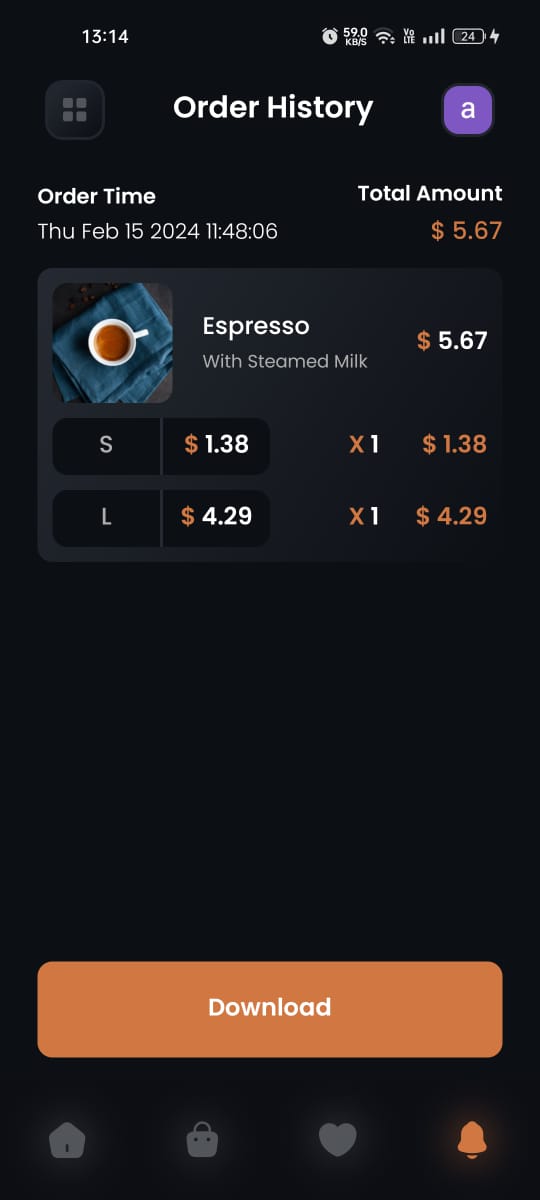 13:14
59.0 KB/S Vo LTE 24
Order History
a
Order Time Total Amount
Thu Feb 15 2024 11:48:06 $ 5.67
Espresso
With Steamed Milk
$ 5.67
S $ 1.38 X 1 $ 1.38
L $ 4.29 X 1 $ 4.29
Download